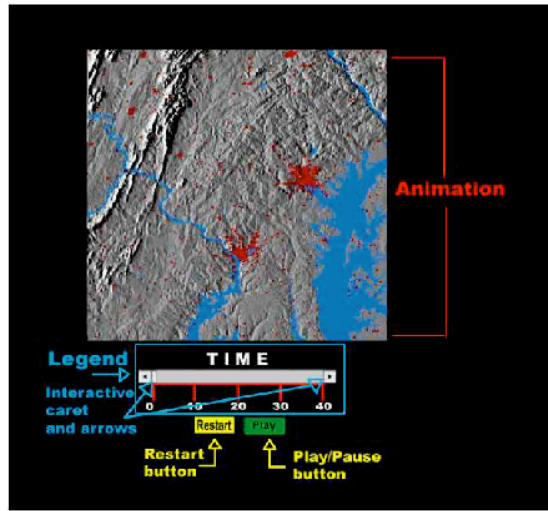 Animation
Legend
TIME
Interactive
caret
and arrows
0 10 20 30 40
Restart Play
Restart
button
Play/Pause
button